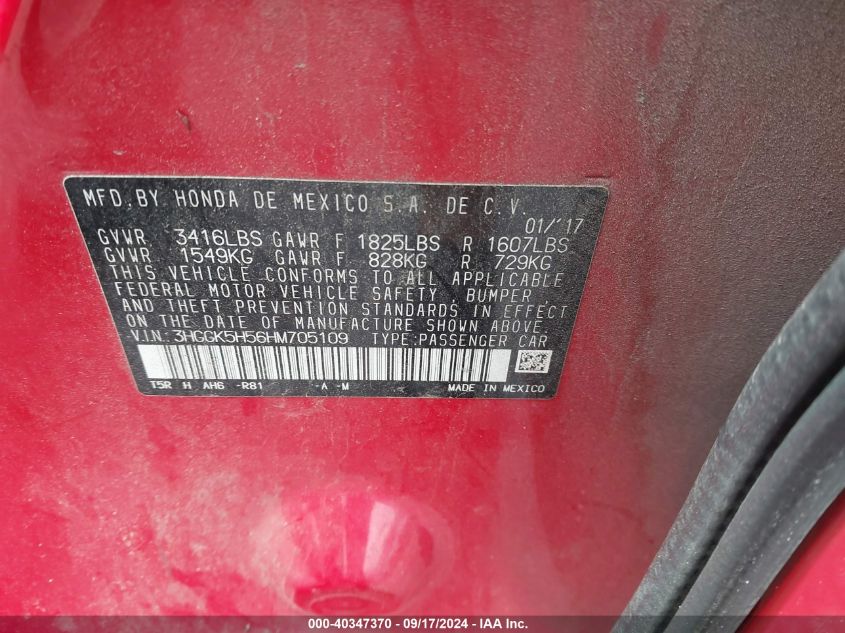 MFD. BY HONDA DE MEXICO S.A. DE C.V.
01/'17
GVWR 3416LBS GAWR F 1825LBS R 1607LBS
GVWR 1549KG GAWR F 828KG R 729KG
THIS VEHICLE CONFORMS TO ALL APPLICABLE
FEDERAL MOTOR VEHICLE SAFETY, BUMPER,
AND THEFT PREVENTION STANDARDS IN EFFECT
ON THE DATE OF MANUFACTURE SHOWN ABOVE.
V.I.N: 3HGGK5H56HM705109 TYPE:PASSENGER CAR
T5R H AH6 -R81 -A -M MADE IN MEXICO
000-40347370 - 09/17/2024 - IAA Inc.